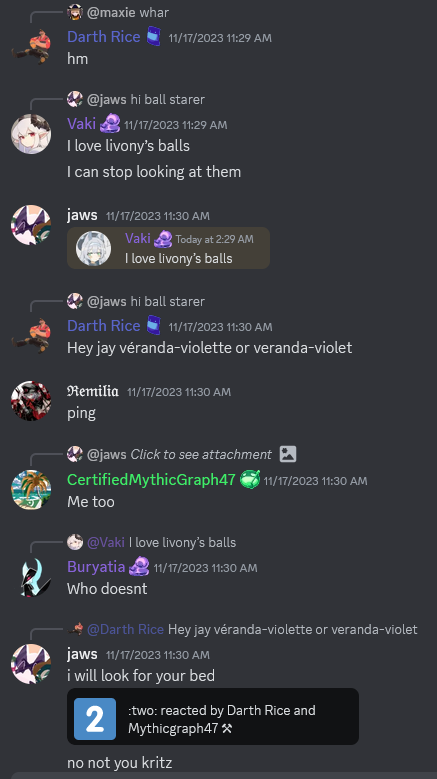 @maxie whar
Darth Rice 11/17/2023 11:29 AM
hm
@jaws hi ball starer
Vaki 11/17/2023 11:29 AM
I love livony's balls
I can stop looking at them
jaws 11/17/2023 11:30 AM
Vaki Today at 2:29 AM
I love livony's balls
@jaws hi ball starer
Darth Rice 11/17/2023 11:30 AM
Hey jay véranda-violette or veranda-violet
ℜ𝔢𝔪𝔦𝔩𝔦𝔞 11/17/2023 11:30 AM
ping
@jaws Click to see attachment
CertifiedMythicGraph47 11/17/2023 11:30 AM
Me too
@Vaki I love livony's balls
Buryatia 11/17/2023 11:30 AM
Who doesnt
@Darth Rice Hey jay véranda-violette or veranda-violet
jaws 11/17/2023 11:30 AM
i will look for your bed
2 :two: reacted by Darth Rice and
Mythicgraph47 ⚒
no not you kritz